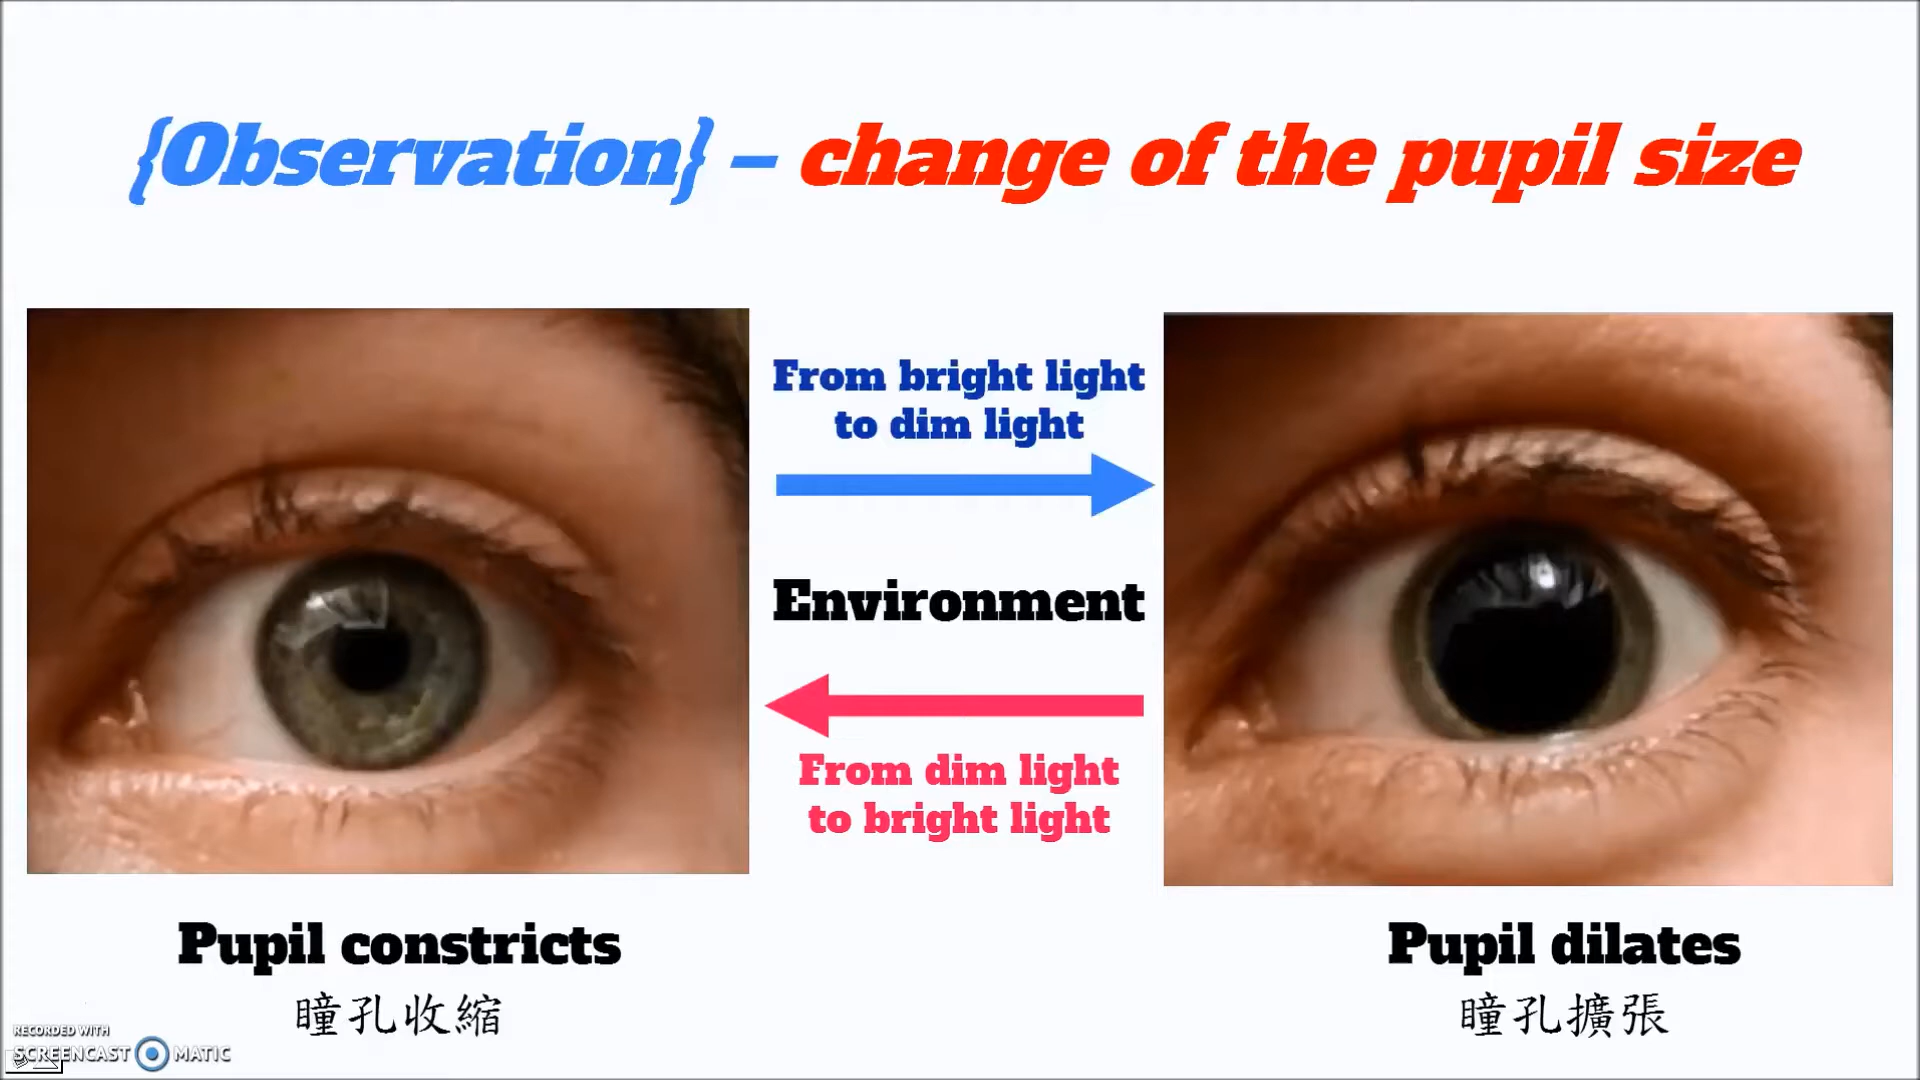 {Observation} – change of the pupil size
From bright light
to dim light
Environment
From dim light
to bright light
Pupil constricts
瞳孔收縮
Pupil dilates
瞳孔擴張
RECORDED WITH
SCREENCAST MATIC